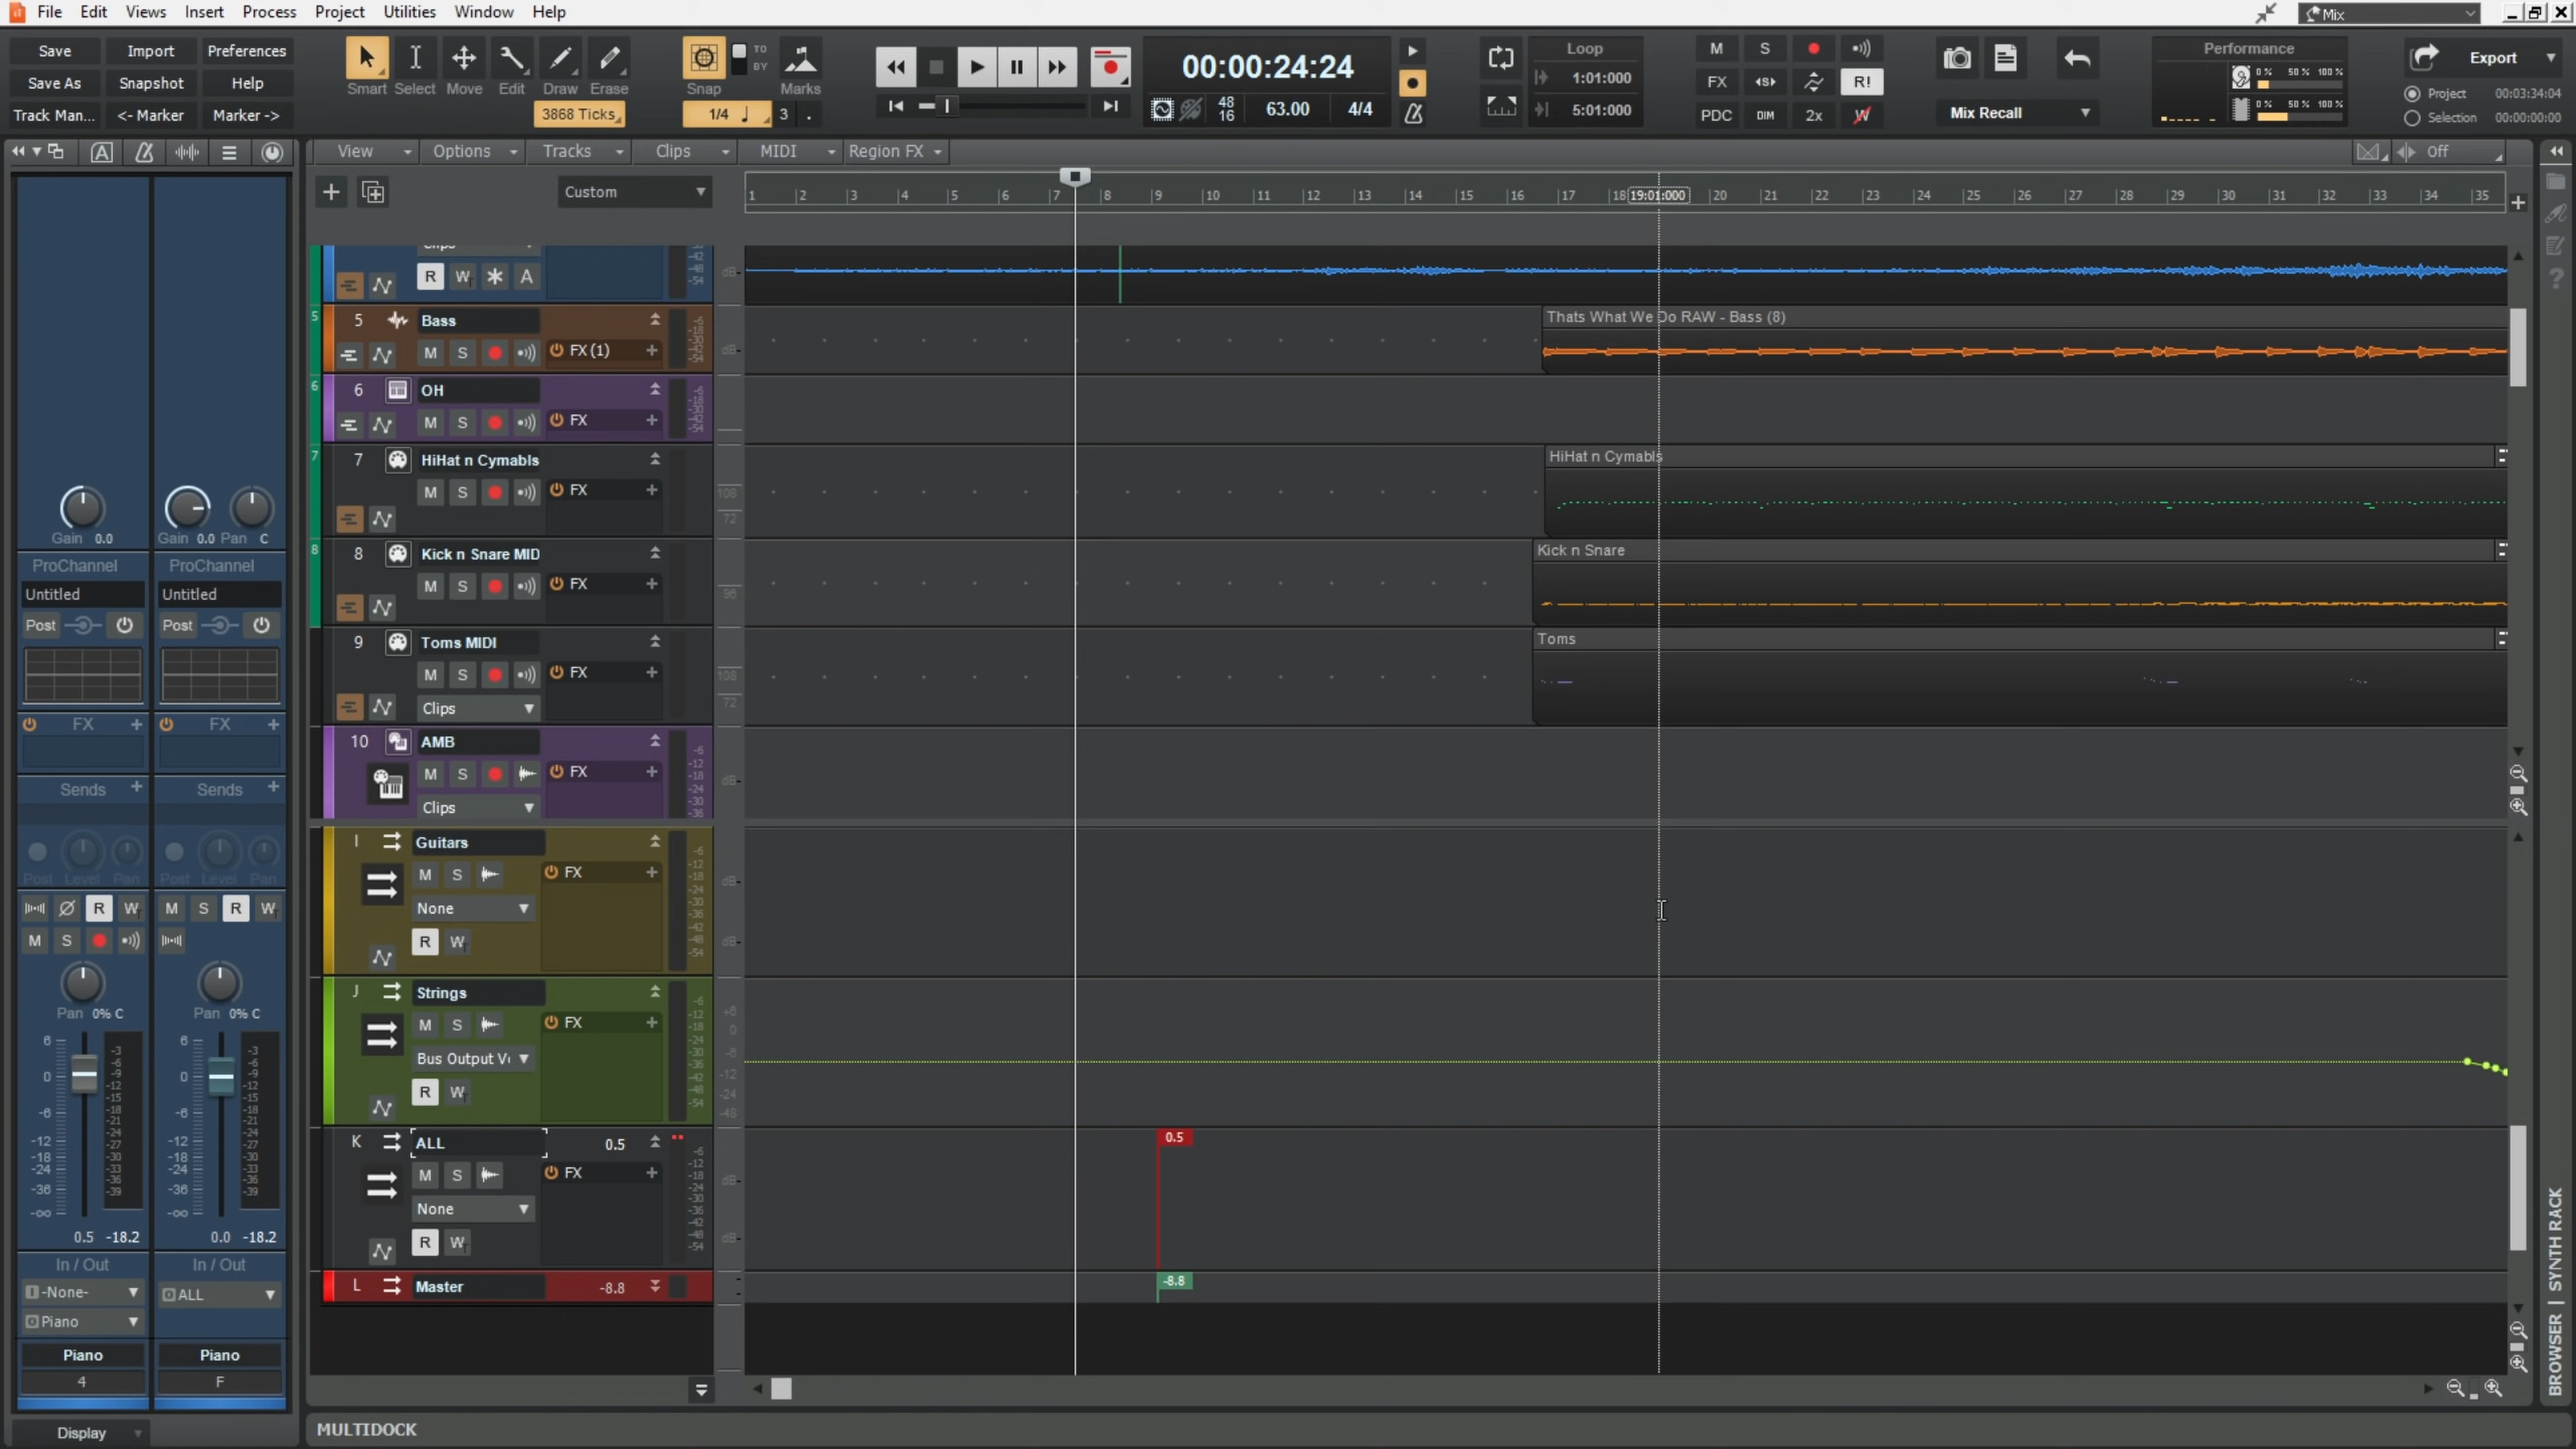 File Edit Views Insert Process Project Utilities Window Help Mix
Save Import Preferences
Save As Snapshot Help
Track Man... <- Marker Marker ->
Smart Select Move Edit Draw Erase Snap Marks
TO
BY
3868 Ticks 1/4 3 .
00:00:24:24
48
16 63.00 4/4
Loop
1:01:000
5:01:000
M S
FX R!
PDC DIM 2x W
Mix Recall
Performance
0 % 50 % 100 %
0 % 50 % 100 %
Export
Project 00:03:34:04
Selection 00:00:00:00
View Options Tracks Clips MIDI Region FX Off
Custom
1 2 3 4 5 6 7 8 9 10 11 12 13 14 15 16 17 18 19:01:000 20 21 22 23 24 25 26 27 28 29 30 31 32 33 34 35
R W * A
5 5 Bass
M S FX (1) +
Thats What We Do RAW - Bass (8)
6 6 OH
M S FX +
7 7 HiHat n Cymabls
M S FX +
HiHat n Cymabls
108
72
8 8 Kick n Snare MID
M S FX +
Kick n Snare
96
9 Toms MIDI
M S FX +
Clips
Toms
108
72
10 AMB
M S FX +
Clips
I Guitars
M S FX +
None
R W
J Strings
M S FX +
Bus Output V
R W
K ALL 0.5
M S FX +
None
R W
0.5
L Master -8.8
-8.8
Gain 0.0 Gain 0.0 Pan C
ProChannel ProChannel
Untitled Untitled
Post Post
FX + FX +
Sends + Sends +
Post Level Pan Post Level Pan
R W M S R W
M S
Pan 0% C Pan 0% C
0.5 -18.2 0.0 -18.2
In / Out In / Out
-None- ALL
Piano
Piano Piano
4 F
Display
MULTIDOCK
BROWSER | SYNTH RACK